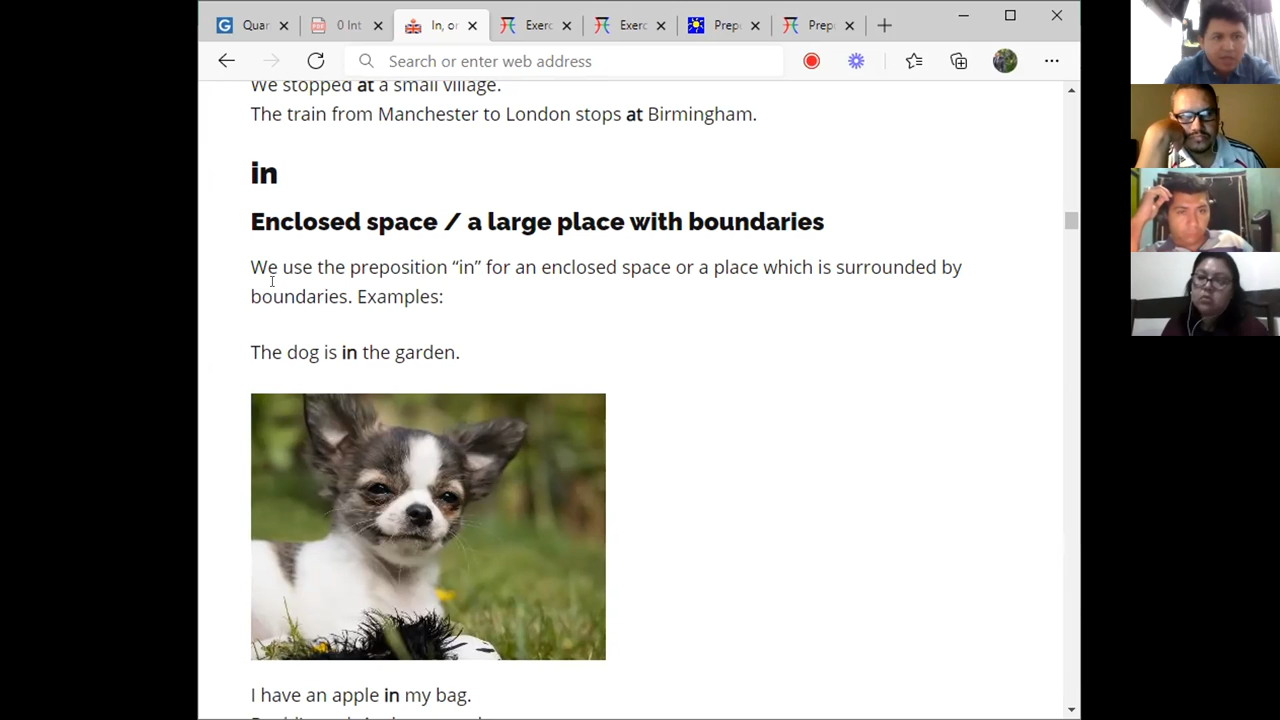 Quar
0 Int
In, or
Exerc
Exerc
Prep
Prep
Search or enter web address
We stopped at a small village.
The train from Manchester to London stops at Birmingham.
in
Enclosed space / a large place with boundaries
We use the preposition “in” for an enclosed space or a place which is surrounded by
boundaries. Examples:
The dog is in the garden.
I have an apple in my bag.